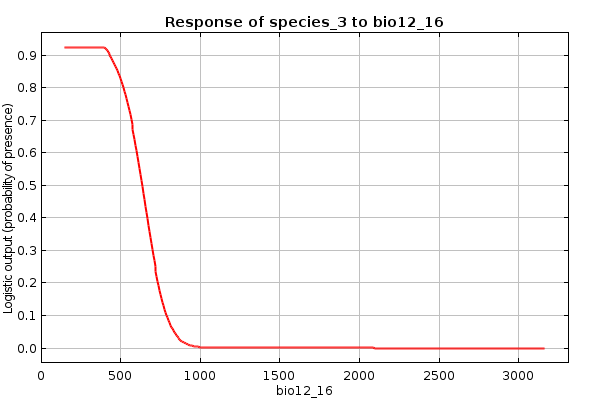 Response of species_3 to bio12_16
Logistic output (probability of presence)
0.9
0.8
0.7
0.6
0.5
0.4
0.3
0.2
0.1
0.0
0 500 1000 1500 2000 2500 3000
bio12_16